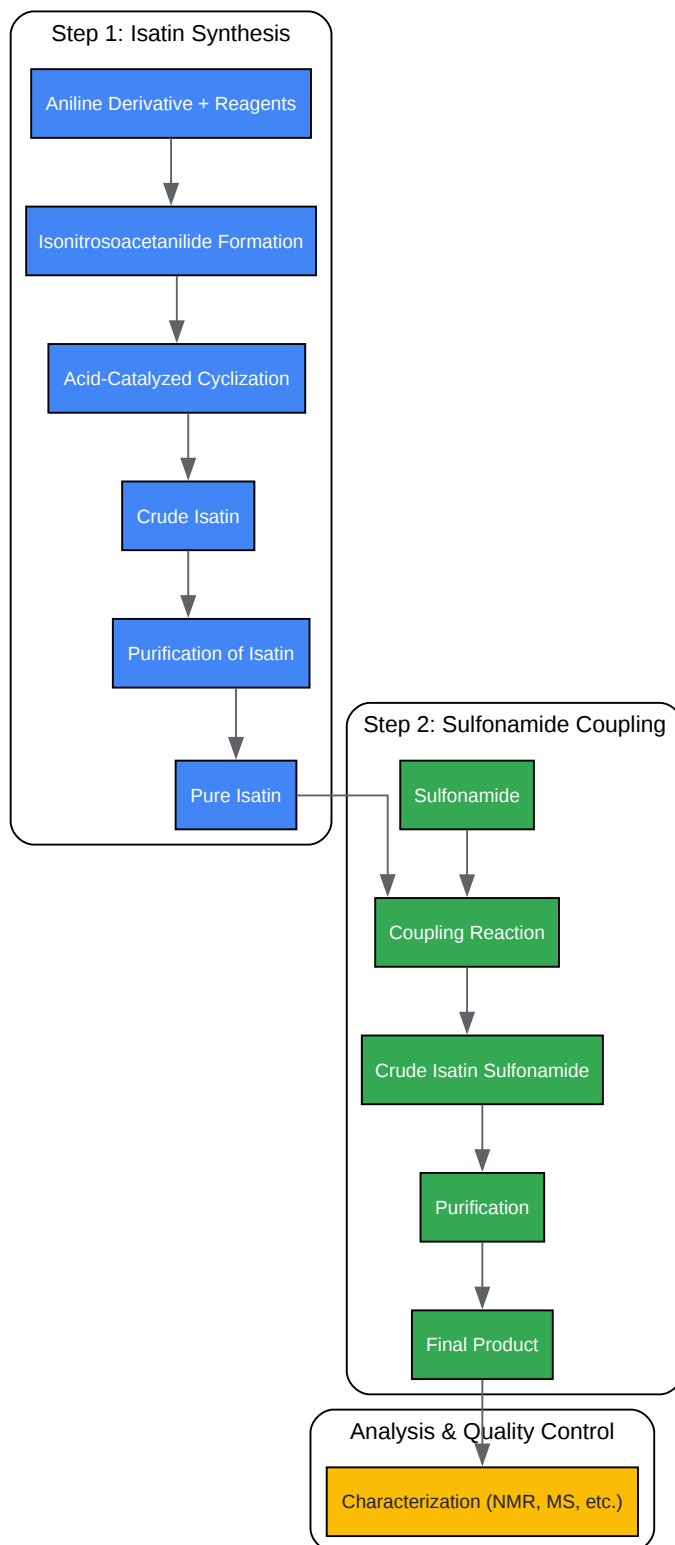 Step 1: Isatin Synthesis
Aniline Derivative + Reagents
Isonitrosoacetanilide Formation
Acid-Catalyzed Cyclization
Crude Isatin
Purification of Isatin
Pure Isatin
Step 2: Sulfonamide Coupling
Sulfonamide
Coupling Reaction
Crude Isatin Sulfonamide
Purification
Final Product
Analysis & Quality Control
Characterization (NMR, MS, etc.)